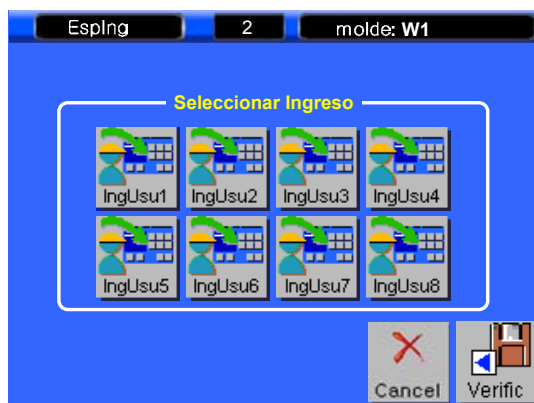 EspIng 2 molde: W1
Seleccionar Ingreso
IngUsu1 IngUsu2 IngUsu3 IngUsu4
IngUsu5 IngUsu6 IngUsu7 IngUsu8
Cancel Verific